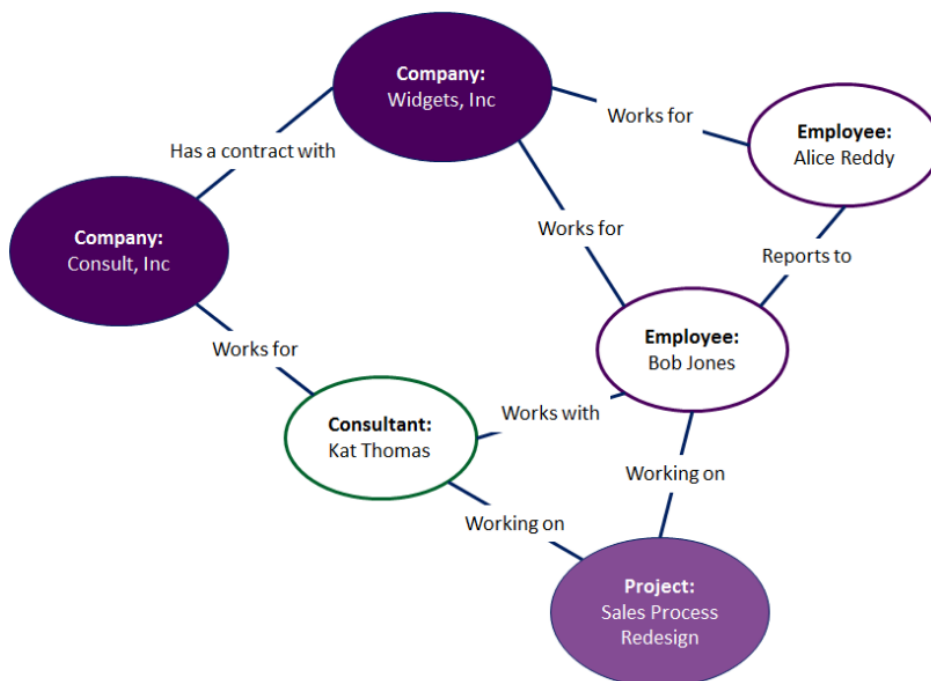 Company:
Widgets, Inc
Works for
Employee:
Alice Reddy
Has a contract with
Company:
Consult, Inc
Works for
Reports to
Employee:
Bob Jones
Works for
Consultant:
Kat Thomas
Works with
Working on
Working on
Project:
Sales Process
Redesign